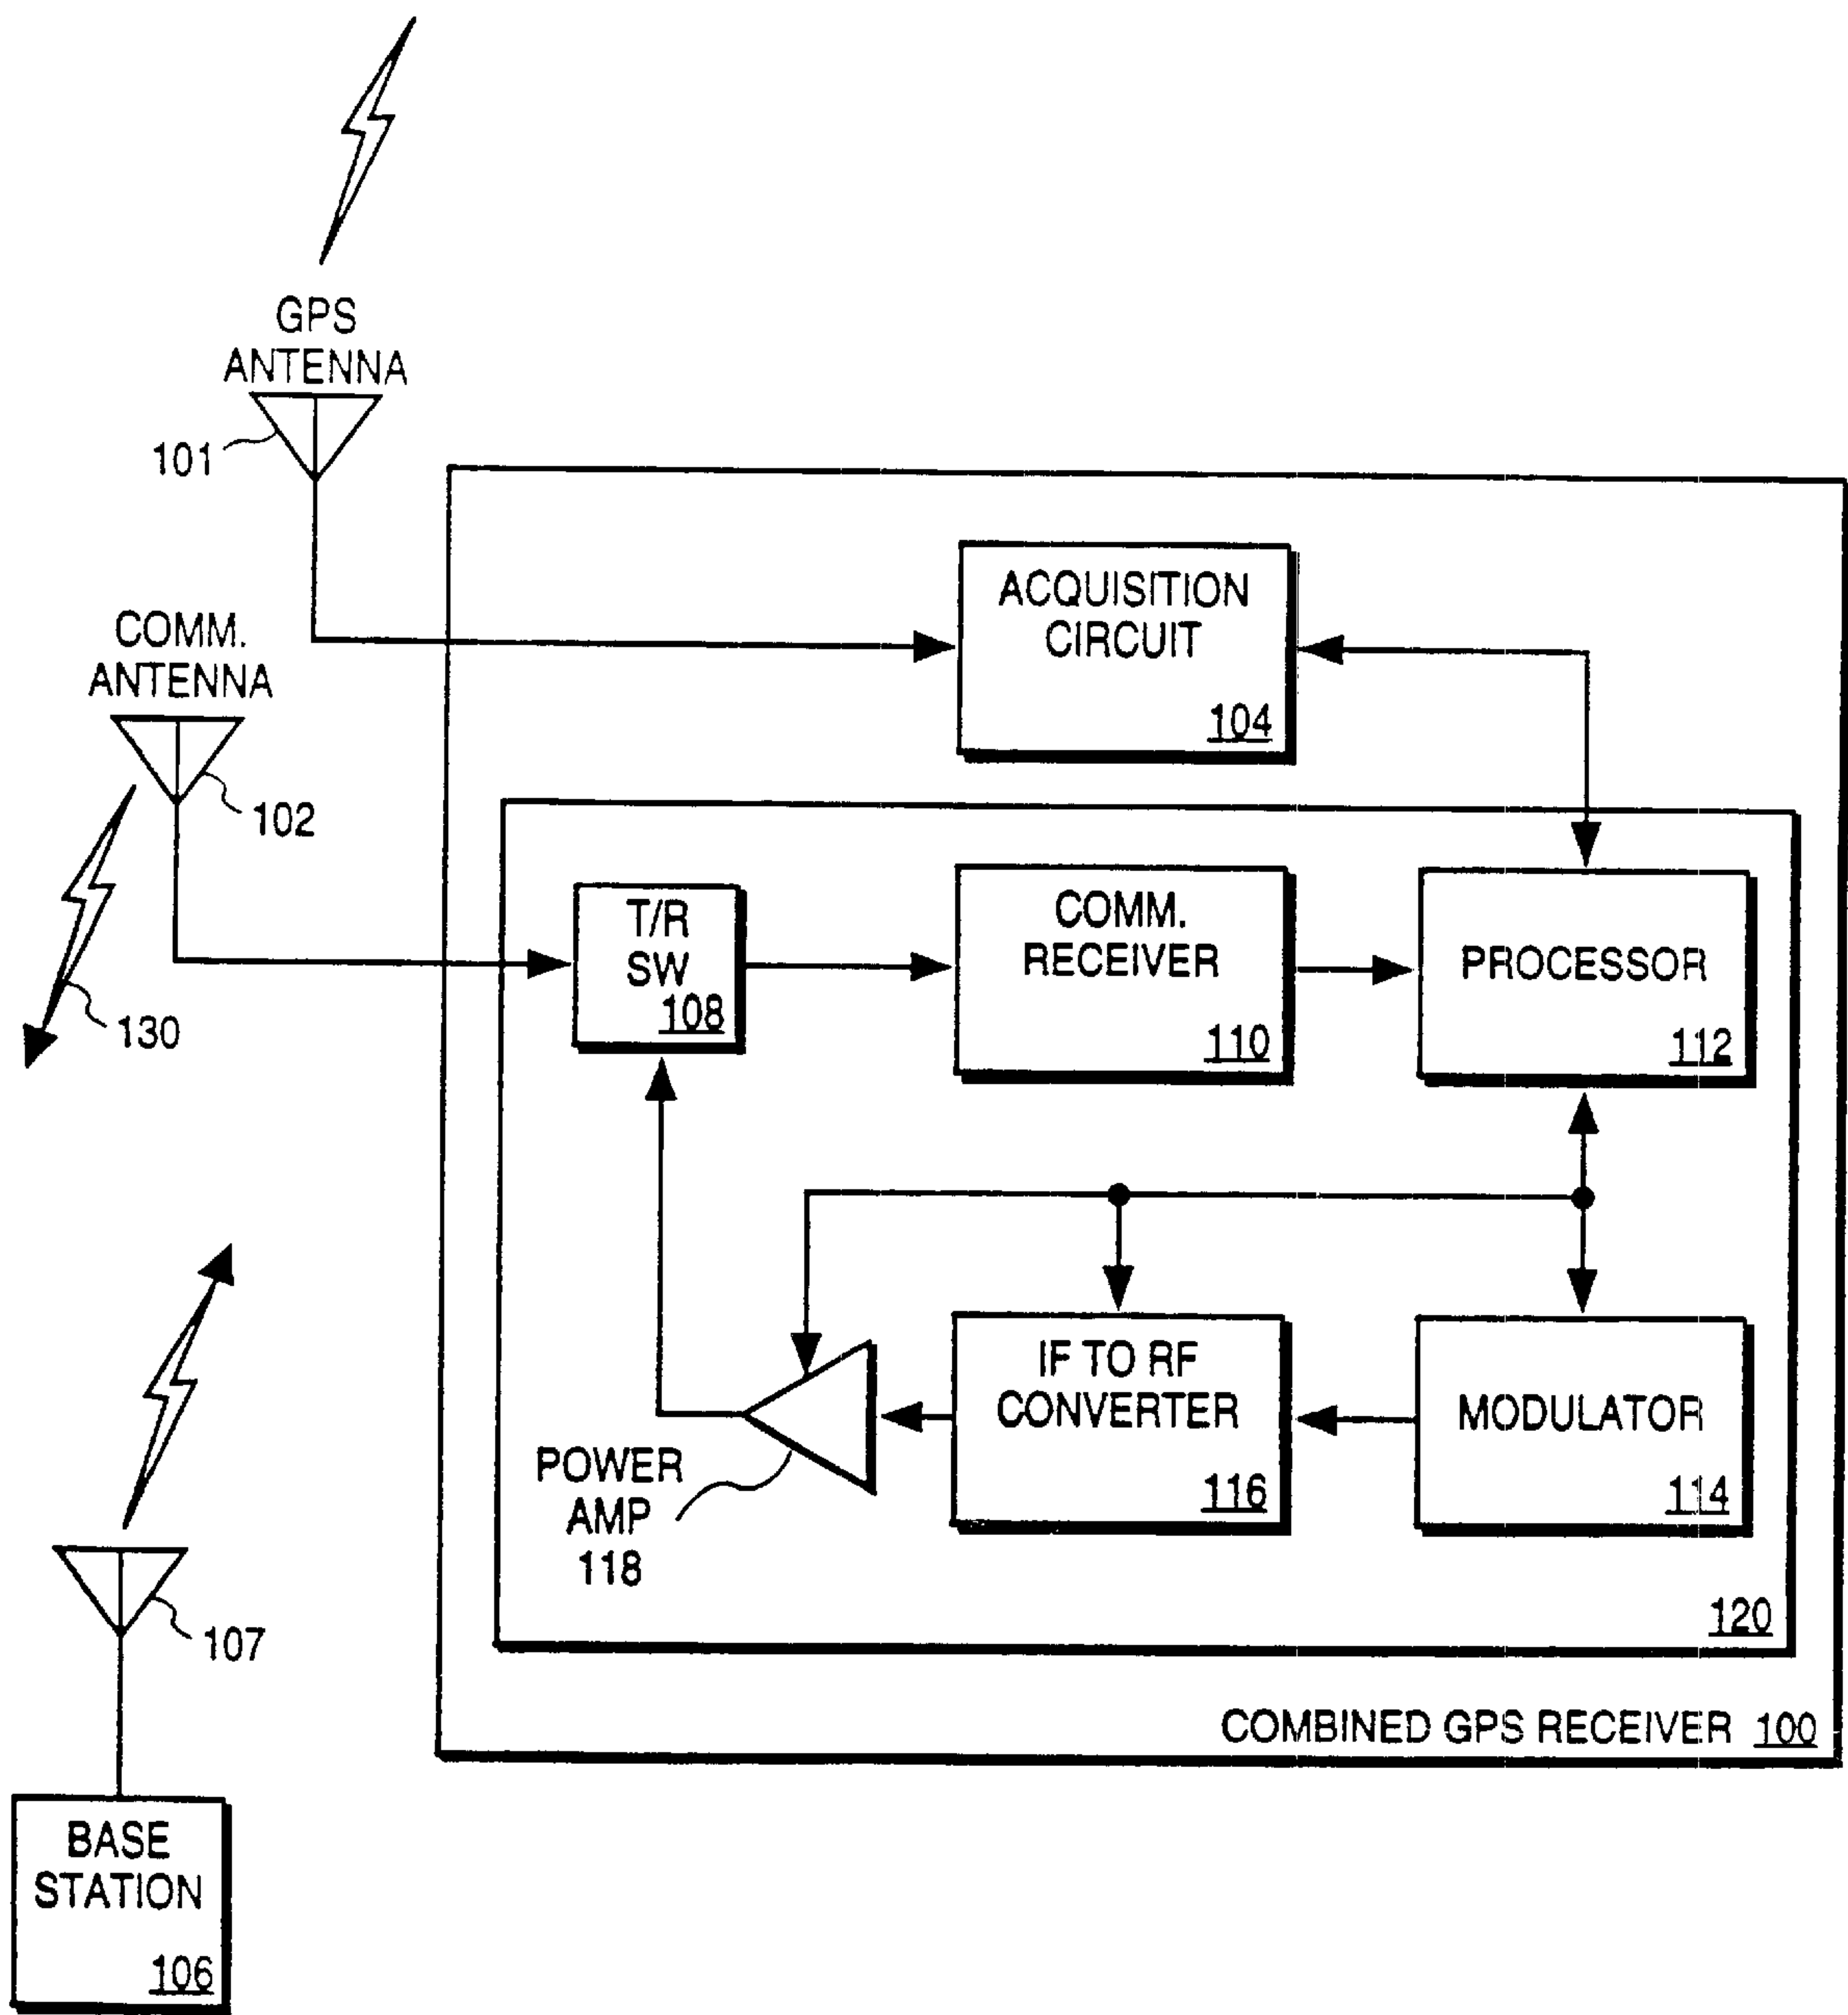 GPS
ANTENNA
101
ACQUISITION
CIRCUIT
104
COMM.
ANTENNA
102
130
T/R
SW
108
COMM.
RECEIVER
110
PROCESSOR
112
POWER
AMP
118
IF TO RF
CONVERTER
116
MODULATOR
114
120
COMBINED GPS RECEIVER 100
107
BASE
STATION
106